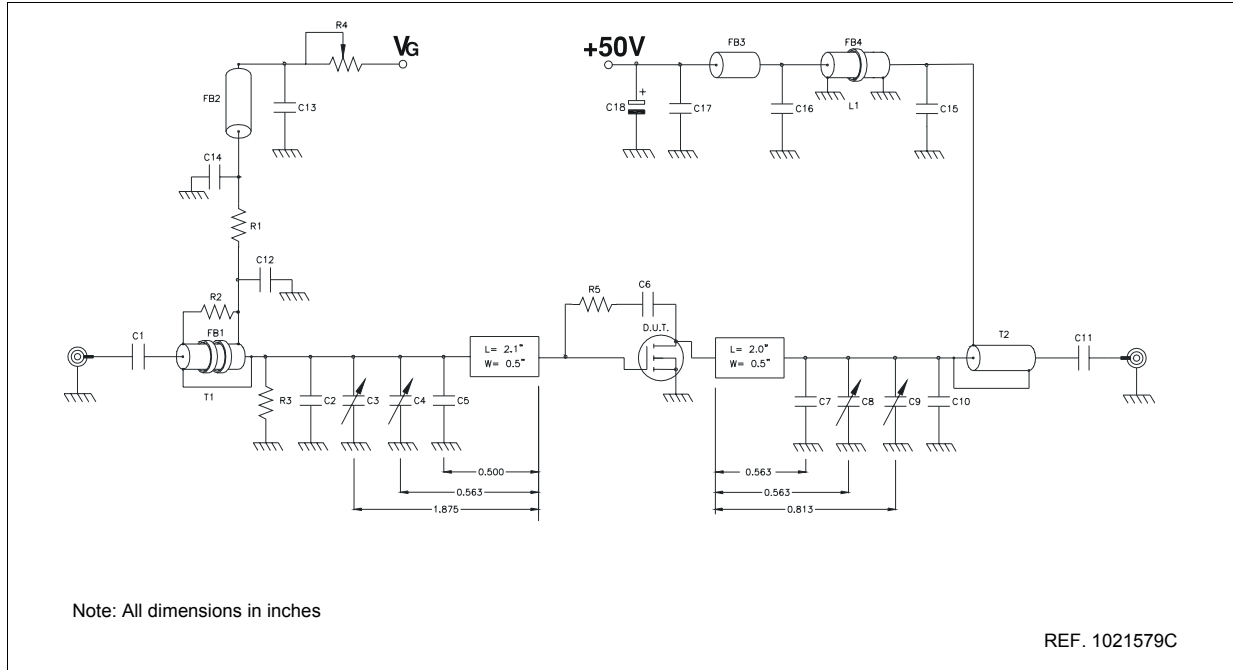 R4
VG
+50V
FB3
FB4
FB2
C13
C18
+
C17
C16
L1
C15
C14
R1
C12
R2
FB1
C1
T1
R3
C2
C3
C4
C5
L= 2.1"
W= 0.5"
R5
C6
D.U.T.
L= 2.0"
W= 0.5"
C7
C8
C9
C10
T2
C11
0.500
0.563
1.875
0.563
0.563
0.813
Note: All dimensions in inches
REF. 1021579C